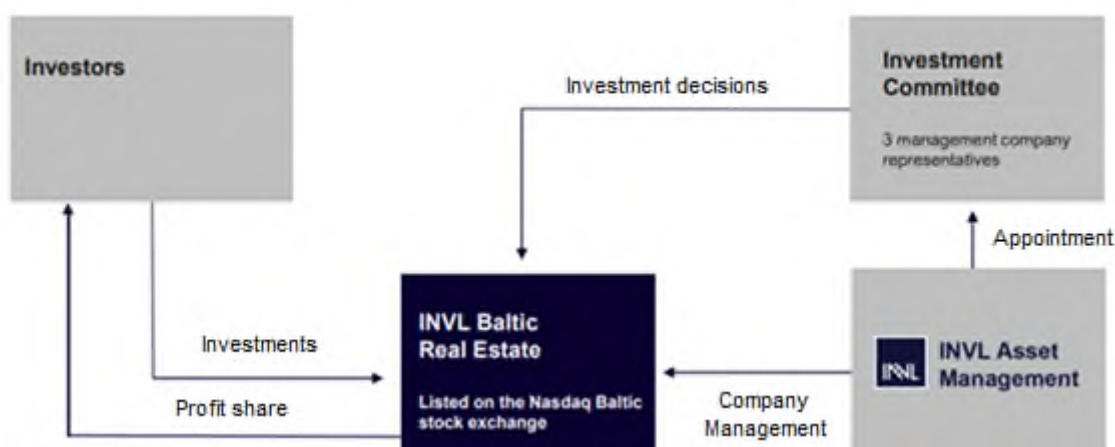 Investors
Investment decisions
Investment
Committee
3 management company
representatives
Appointment
INVL Baltic
Real Estate
Listed on the Nasdaq Baltic
stock exchange
Investments
Profit share
Company
Management
INVL
INVL Asset
Management